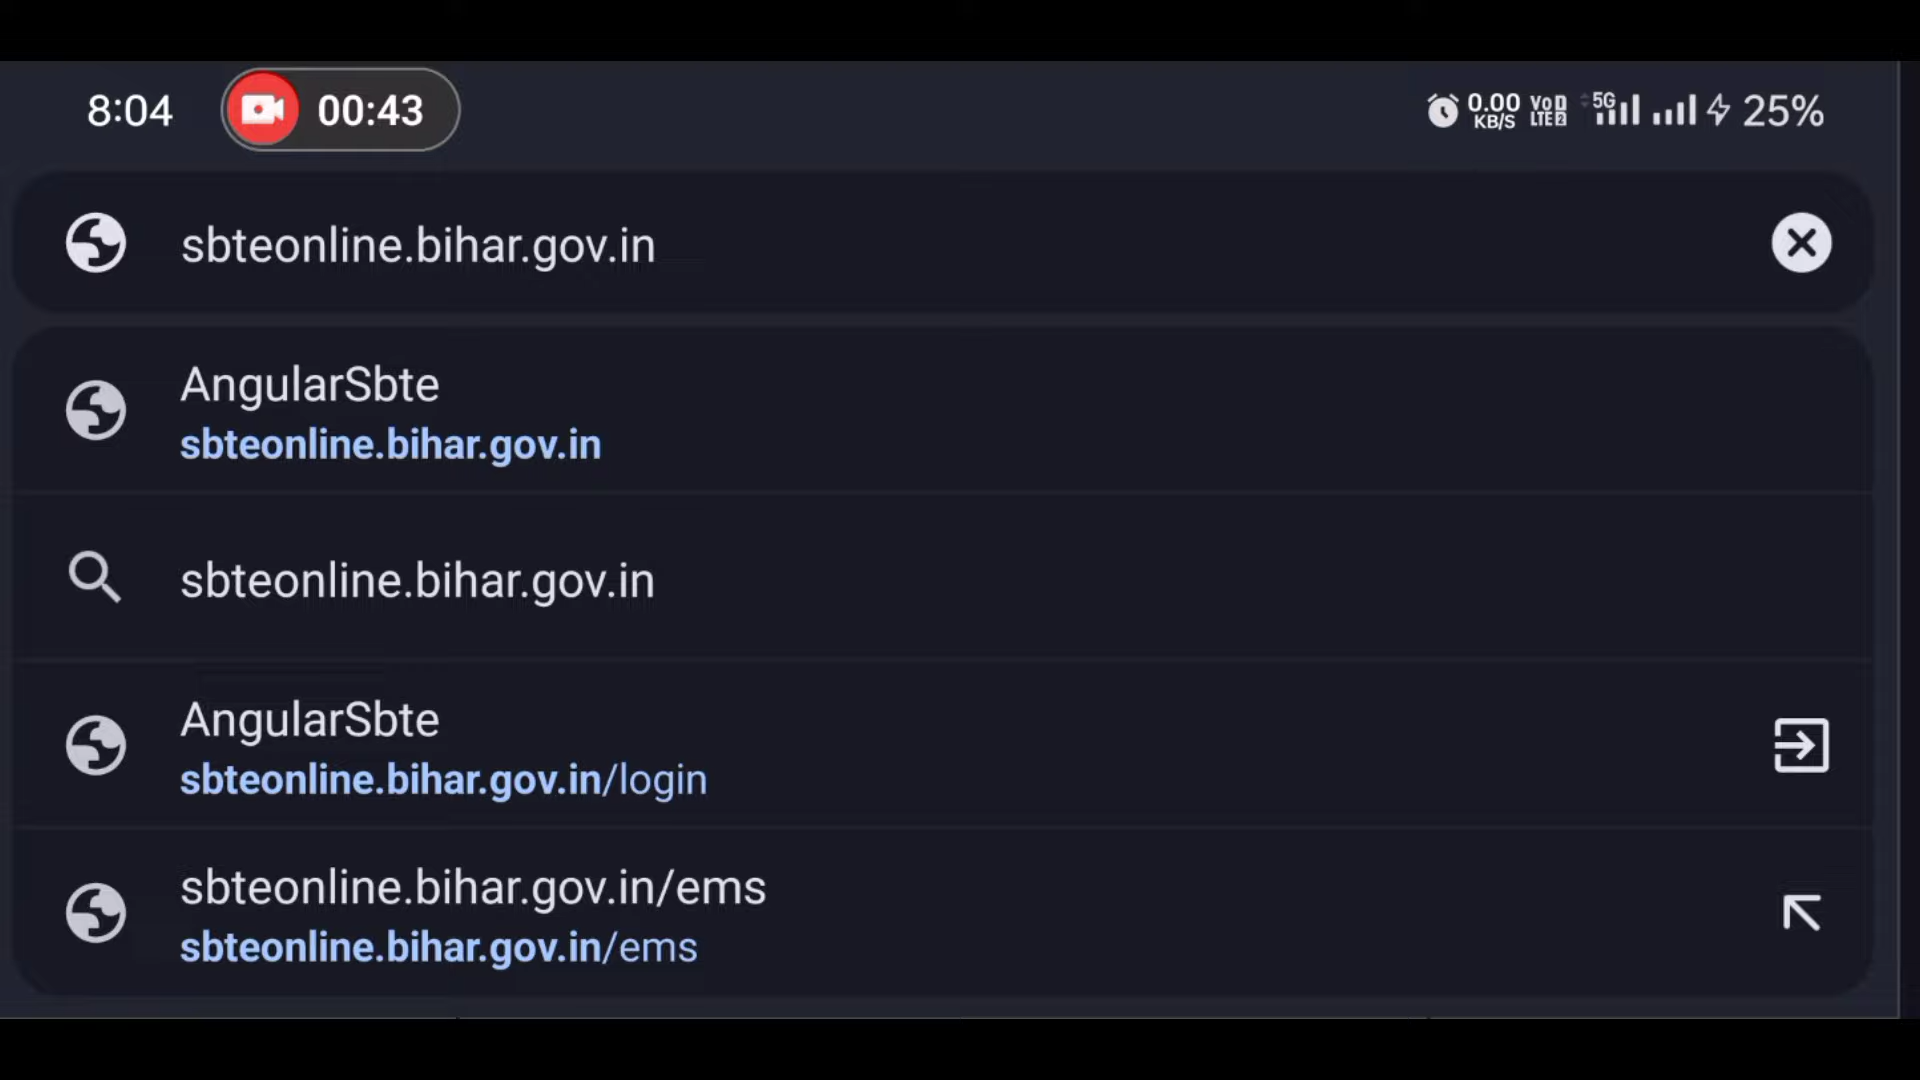 8:04 00:43 0.00 KB/S VoD LTE2 5G 25%
sbteonline.bihar.gov.in
AngularSbte
sbteonline.bihar.gov.in
sbteonline.bihar.gov.in
AngularSbte
sbteonline.bihar.gov.in/login
sbteonline.bihar.gov.in/ems
sbteonline.bihar.gov.in/ems